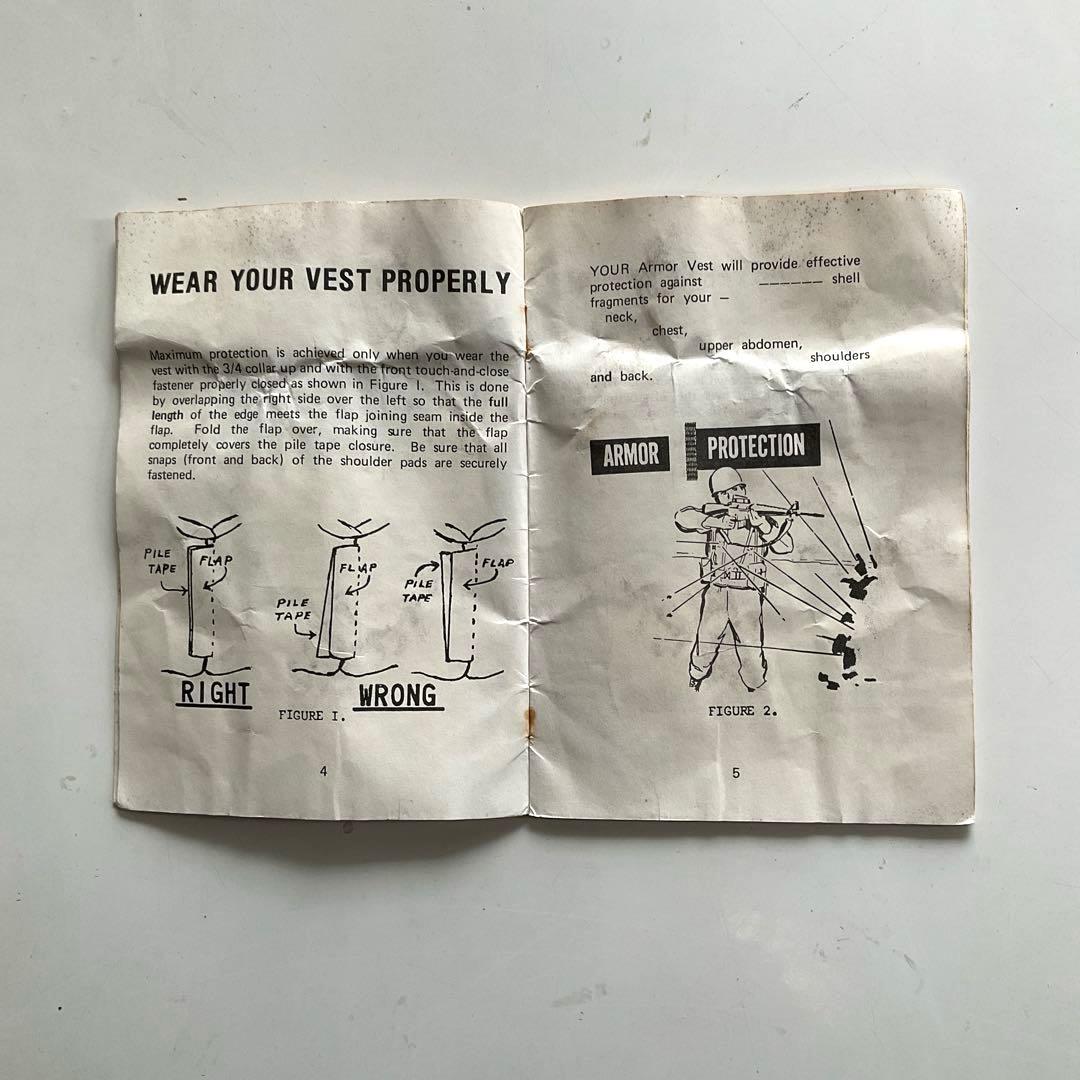 WEAR YOUR VEST PROPERLY
Maximum protection is achieved only when you wear the
vest with the 3/4 collar up and with the front touch-and-close
fastener properly closed as shown in Figure I. This is done
by overlapping the right side over the left so that the full
length of the edge meets the flap joining seam inside the
flap. Fold the flap over, making sure that the flap
completely covers the pile tape closure. Be sure that all
snaps (front and back) of the shoulder pads are securely
fastened.
PILE
TAPE
FLAP
PILE
TAPE
FLAP
PILE
TAPE
FLAP
RIGHT
WRONG
FIGURE I.
4
YOUR Armor Vest will provide effective
protection against —————— shell
fragments for your —
neck,
chest,
upper abdomen,
shoulders
and back.
ARMOR PROTECTION
FIGURE 2.
5